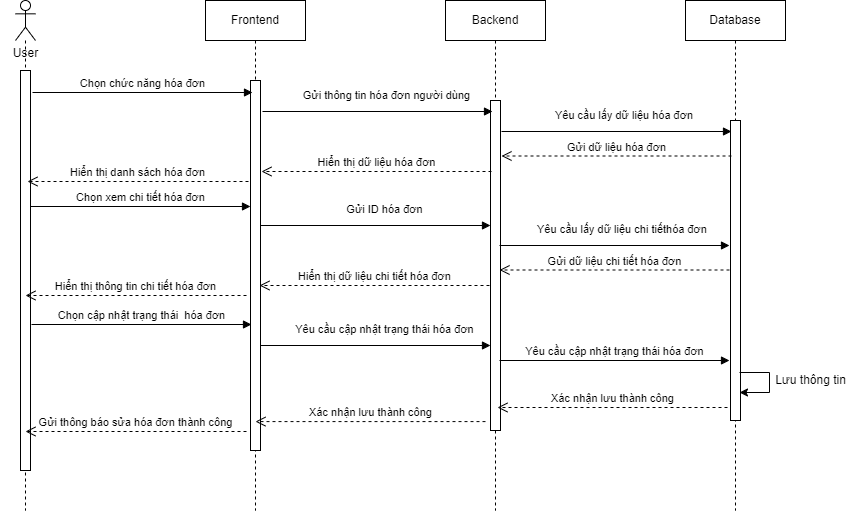 Frontend
Backend
Database
User
Chọn chức năng hóa đơn
Gửi thông tin hóa đơn người dùng
Yêu cầu lấy dữ liệu hóa đơn
Gửi dữ liệu hóa đơn
Hiển thị dữ liệu hóa đơn
Hiển thị danh sách hóa đơn
Chọn xem chi tiết hóa đơn
Gửi ID hóa đơn
Yêu cầu lấy dữ liệu chi tiếthóa đơn
Gửi dữ liệu chi tiết hóa đơn
Hiển thị dữ liệu chi tiết hóa đơn
Hiển thị thông tin chi tiết hóa đơn
Chọn cập nhật trạng thái  hóa đơn
Yêu cầu cập nhật trạng thái hóa đơn
Yêu cầu cập nhật trạng thái hóa đơn
Lưu thông tin
Xác nhận lưu thành công
Xác nhận lưu thành công
Gửi thông báo sửa hóa đơn thành công